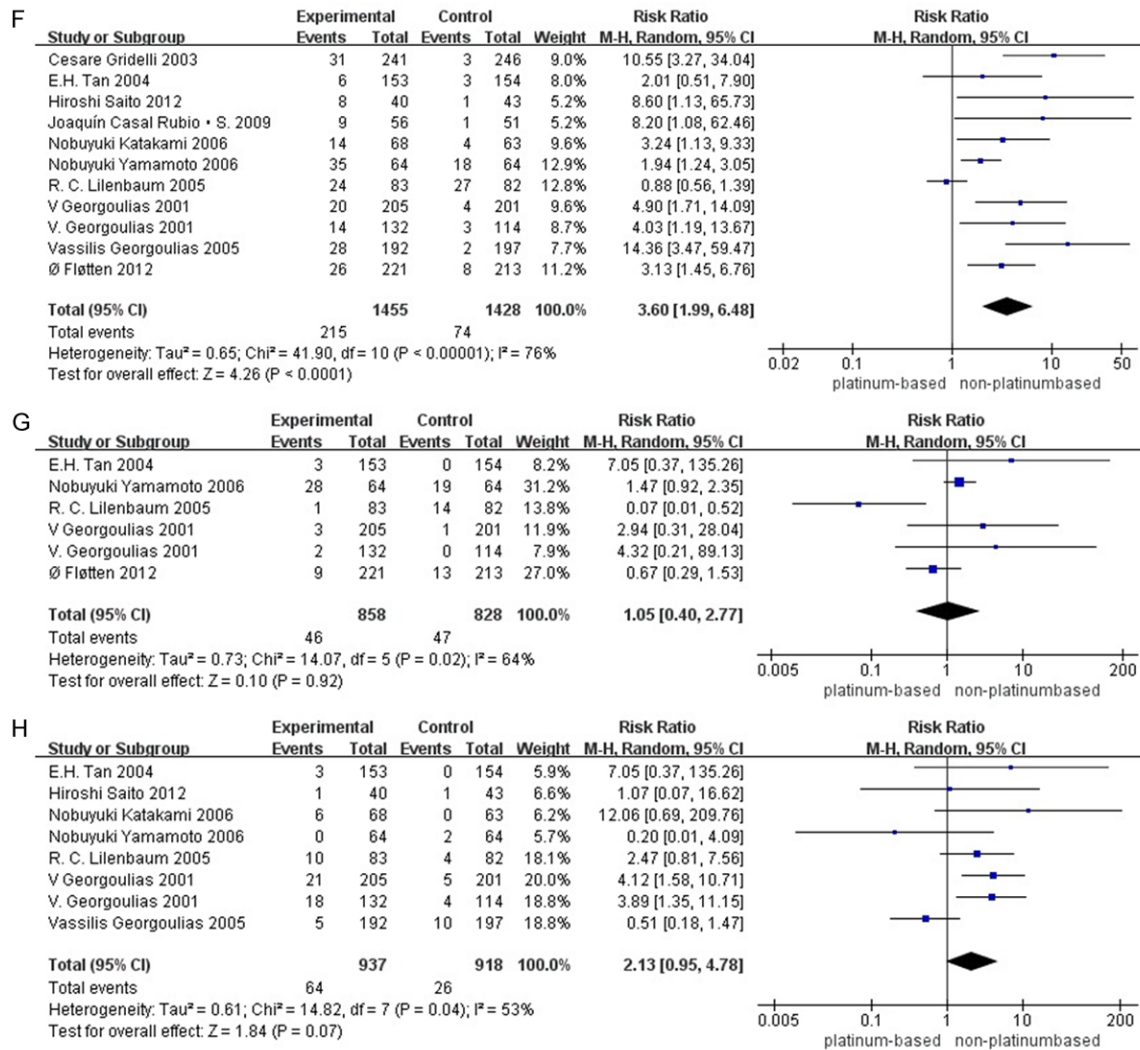 F
Experimental Control Risk Ratio Risk Ratio
Study or Subgroup Events Total Events Total Weight M-H, Random, 95% CI M-H, Random, 95% CI
Cesare Gridelli 2003 31 241 3 246 9.0% 10.55 [3.27, 34.04]
E.H. Tan 2004 6 153 3 154 8.0% 2.01 [0.51, 7.90]
Hiroshi Saito 2012 8 40 1 43 5.2% 8.60 [1.13, 65.73]
Joaquín Casal Rubio • S. 2009 9 56 1 51 5.2% 8.20 [1.08, 62.46]
Nobuyuki Katakami 2006 14 68 4 63 9.6% 3.24 [1.13, 9.33]
Nobuyuki Yamamoto 2006 35 64 18 64 12.9% 1.94 [1.24, 3.05]
R. C. Lilenbaum 2005 24 83 27 82 12.8% 0.88 [0.56, 1.39]
V Georgoulias 2001 20 205 4 201 9.6% 4.90 [1.71, 14.09]
V. Georgoulias 2001 14 132 3 114 8.7% 4.03 [1.19, 13.67]
Vassilis Georgoulias 2005 28 192 2 197 7.7% 14.36 [3.47, 59.47]
Ø Fløtten 2012 26 221 8 213 11.2% 3.13 [1.45, 6.76]
Total (95% CI) 1455 1428 100.0% 3.60 [1.99, 6.48]
Total events 215 74
Heterogeneity: Tau² = 0.65; Chi² = 41.90, df = 10 (P < 0.00001); I² = 76%
Test for overall effect: Z = 4.26 (P < 0.0001)
0.02 0.1 1 10 50
platinum-based non-platinumbased
G
Experimental Control Risk Ratio Risk Ratio
Study or Subgroup Events Total Events Total Weight M-H, Random, 95% CI M-H, Random, 95% CI
E.H. Tan 2004 3 153 0 154 8.2% 7.05 [0.37, 135.26]
Nobuyuki Yamamoto 2006 28 64 19 64 31.2% 1.47 [0.92, 2.35]
R. C. Lilenbaum 2005 1 83 14 82 13.8% 0.07 [0.01, 0.52]
V Georgoulias 2001 3 205 1 201 11.9% 2.94 [0.31, 28.04]
V. Georgoulias 2001 2 132 0 114 7.9% 4.32 [0.21, 89.13]
Ø Fløtten 2012 9 221 13 213 27.0% 0.67 [0.29, 1.53]
Total (95% CI) 858 828 100.0% 1.05 [0.40, 2.77]
Total events 46 47
Heterogeneity: Tau² = 0.73; Chi² = 14.07, df = 5 (P = 0.02); I² = 64%
Test for overall effect: Z = 0.10 (P = 0.92)
0.005 0.1 1 10 200
platinum-based non-platinumbased
H
Experimental Control Risk Ratio Risk Ratio
Study or Subgroup Events Total Events Total Weight M-H, Random, 95% CI M-H, Random, 95% CI
E.H. Tan 2004 3 153 0 154 5.9% 7.05 [0.37, 135.26]
Hiroshi Saito 2012 1 40 1 43 6.6% 1.07 [0.07, 16.62]
Nobuyuki Katakami 2006 6 68 0 63 6.2% 12.06 [0.69, 209.76]
Nobuyuki Yamamoto 2006 0 64 2 64 5.7% 0.20 [0.01, 4.09]
R. C. Lilenbaum 2005 10 83 4 82 18.1% 2.47 [0.81, 7.56]
V Georgoulias 2001 21 205 5 201 20.0% 4.12 [1.58, 10.71]
V. Georgoulias 2001 18 132 4 114 18.8% 3.89 [1.35, 11.15]
Vassilis Georgoulias 2005 5 192 10 197 18.8% 0.51 [0.18, 1.47]
Total (95% CI) 937 918 100.0% 2.13 [0.95, 4.78]
Total events 64 26
Heterogeneity: Tau² = 0.61; Chi² = 14.82, df = 7 (P = 0.04); I² = 53%
Test for overall effect: Z = 1.84 (P = 0.07)
0.005 0.1 1 10 200
platinum-based non-platinumbased